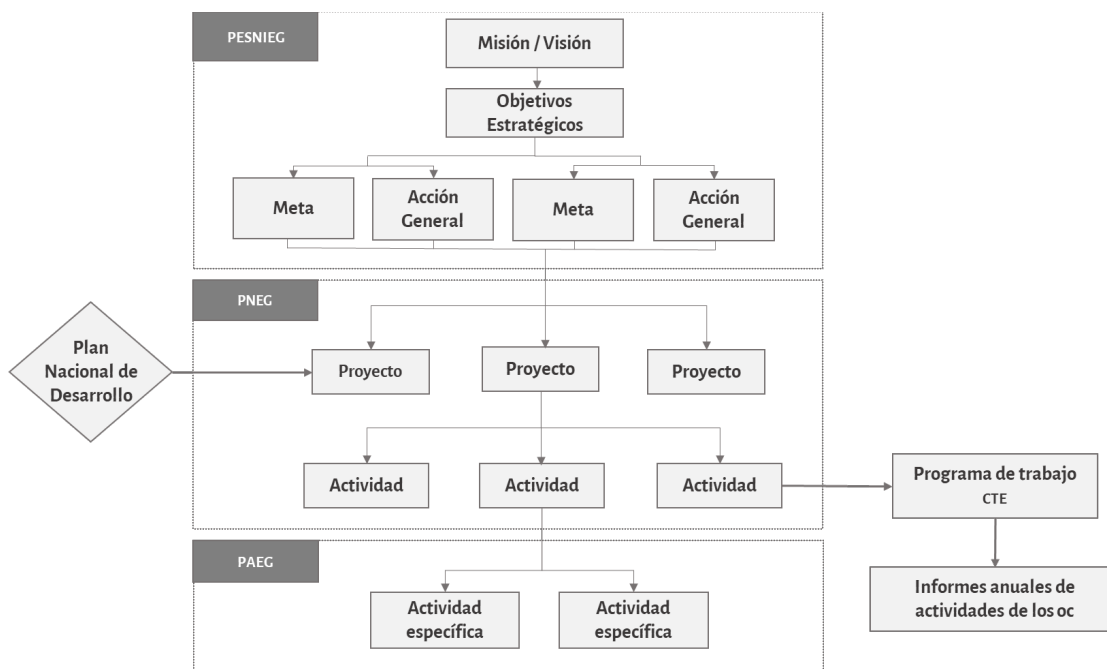 PESNIEG
Misión / Visión
Objetivos
Estratégicos
Meta
Acción
General
Meta
Acción
General
PNEG
Plan
Nacional de
Desarrollo
Proyecto
Proyecto
Proyecto
Actividad
Actividad
Actividad
Programa de trabajo
CTE
PAEG
Actividad
específica
Actividad
específica
Informes anuales de
actividades de los oc